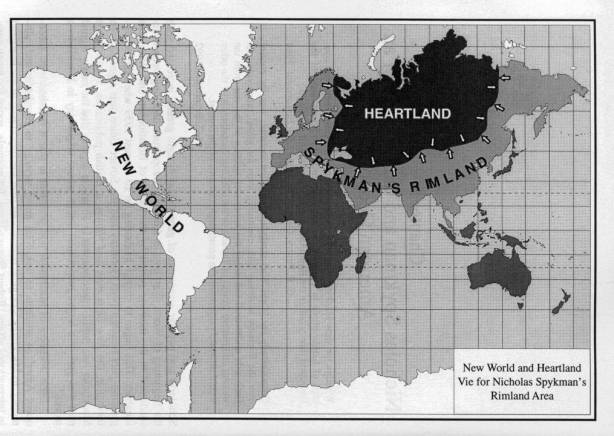 HEARTLAND
NEW WORLD
SPYKMAN'S RIMLAND
New World and Heartland
Vie for Nicholas Spykman's
Rimland Area